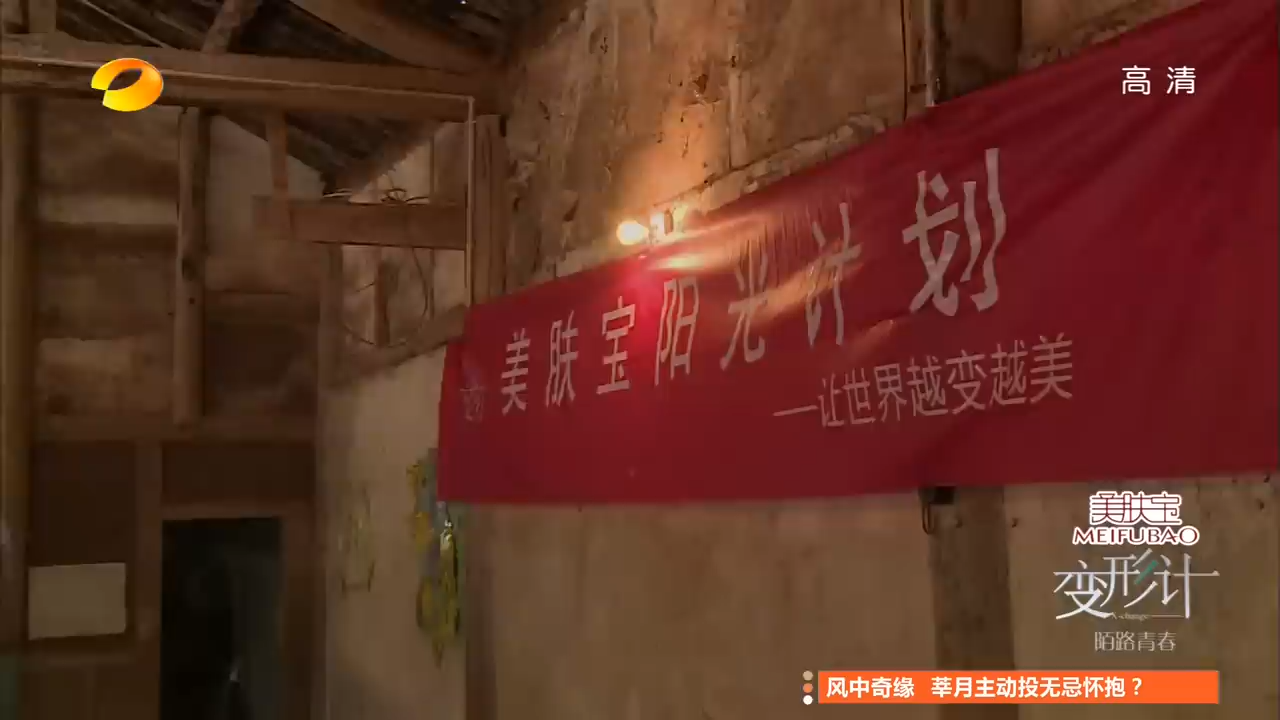 高清
美肤宝阳光计划
—让世界越变越美
美肤宝
MEIFUBAO
变形计
X-change
陌路青春
风中奇缘 莘月主动投无忌怀抱？